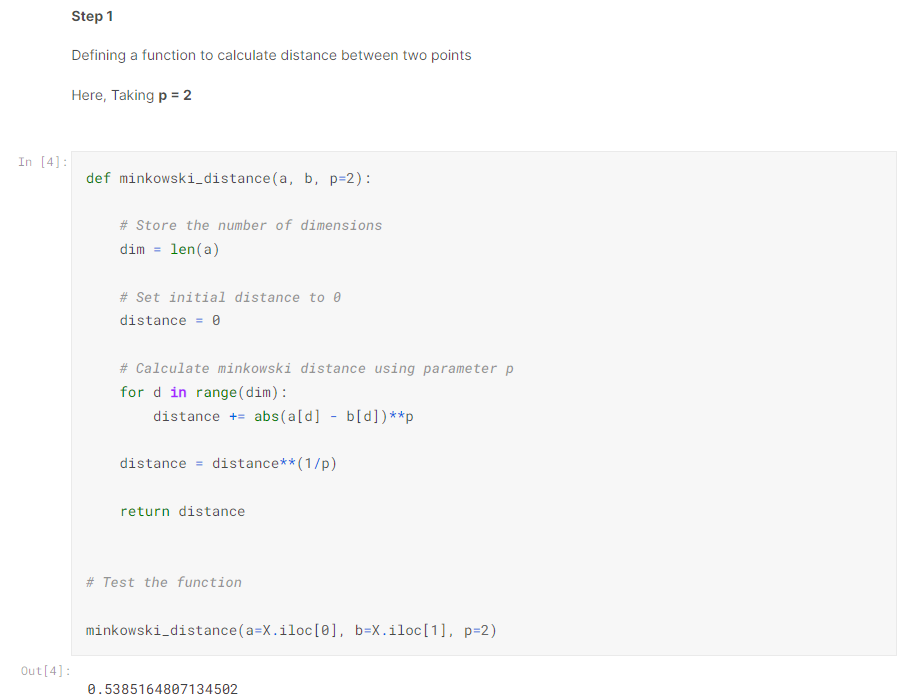 Step 1
Defining a function to calculate distance between two points
Here, Taking p = 2
In [4]:
def minkowski_distance(a, b, p=2):
# Store the number of dimensions
dim = len(a)
# Set initial distance to 0
distance = 0
# Calculate minkowski distance using parameter p
for d in range(dim):
distance += abs(a[d] - b[d])**p
distance = distance**(1/p)
return distance
# Test the function
minkowski_distance(a=X.iloc[0], b=X.iloc[1], p=2)
Out[4]:
0.5385164807134502